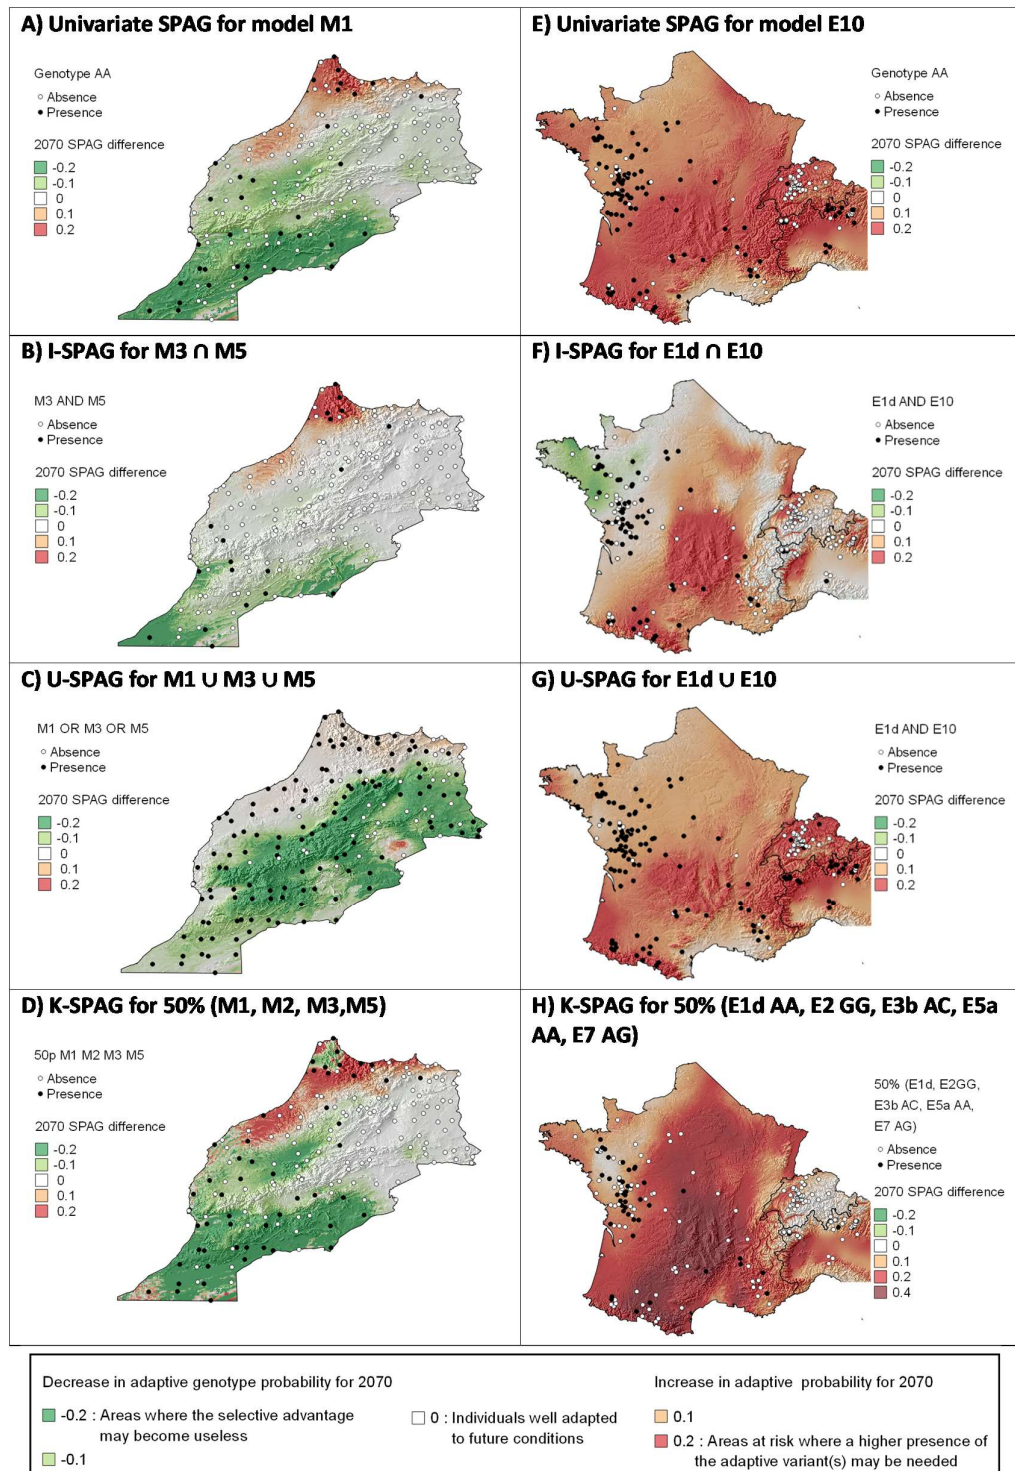 A) Univariate SPAG for model M1
Genotype AA
Absence
Presence
2070 SPAG difference
-0.2
-0.1
0
0.1
0.2
E) Univariate SPAG for model E10
Genotype AA
Absence
Presence
2070 SPAG difference
-0.2
-0.1
0
0.1
0.2
B) I-SPAG for M3 ∩ M5
M3 AND M5
Absence
Presence
2070 SPAG difference
-0.2
-0.1
0
0.1
0.2
F) I-SPAG for E1d ∩ E10
E1d AND E10
Absence
Presence
2070 SPAG difference
-0.2
-0.1
0
0.1
0.2
C) U-SPAG for M1 ∪ M3 ∪ M5
M1 OR M3 OR M5
Absence
Presence
2070 SPAG difference
-0.2
-0.1
0
0.1
0.2
G) U-SPAG for E1d ∪ E10
E1d AND E10
Absence
Presence
2070 SPAG difference
-0.2
-0.1
0
0.1
0.2
D) K-SPAG for 50% (M1, M2, M3,M5)
50p M1 M2 M3 M5
Absence
Presence
2070 SPAG difference
-0.2
-0.1
0
0.1
0.2
H) K-SPAG for 50% (E1d AA, E2 GG, E3b AC, E5a
AA, E7 AG)
50% (E1d, E2GG,
E3b AC, E5a AA,
E7 AG)
Absence
Presence
2070 SPAG difference
-0.2
-0.1
0
0.1
0.2
0.4
Decrease in adaptive genotype probability for 2070
-0.2 : Areas where the selective advantage
may become useless
-0.1
0 : Individuals well adapted
to future conditions
Increase in adaptive probability for 2070
0.1
0.2 : Areas at risk where a higher presence of
the adaptive variant(s) may be needed